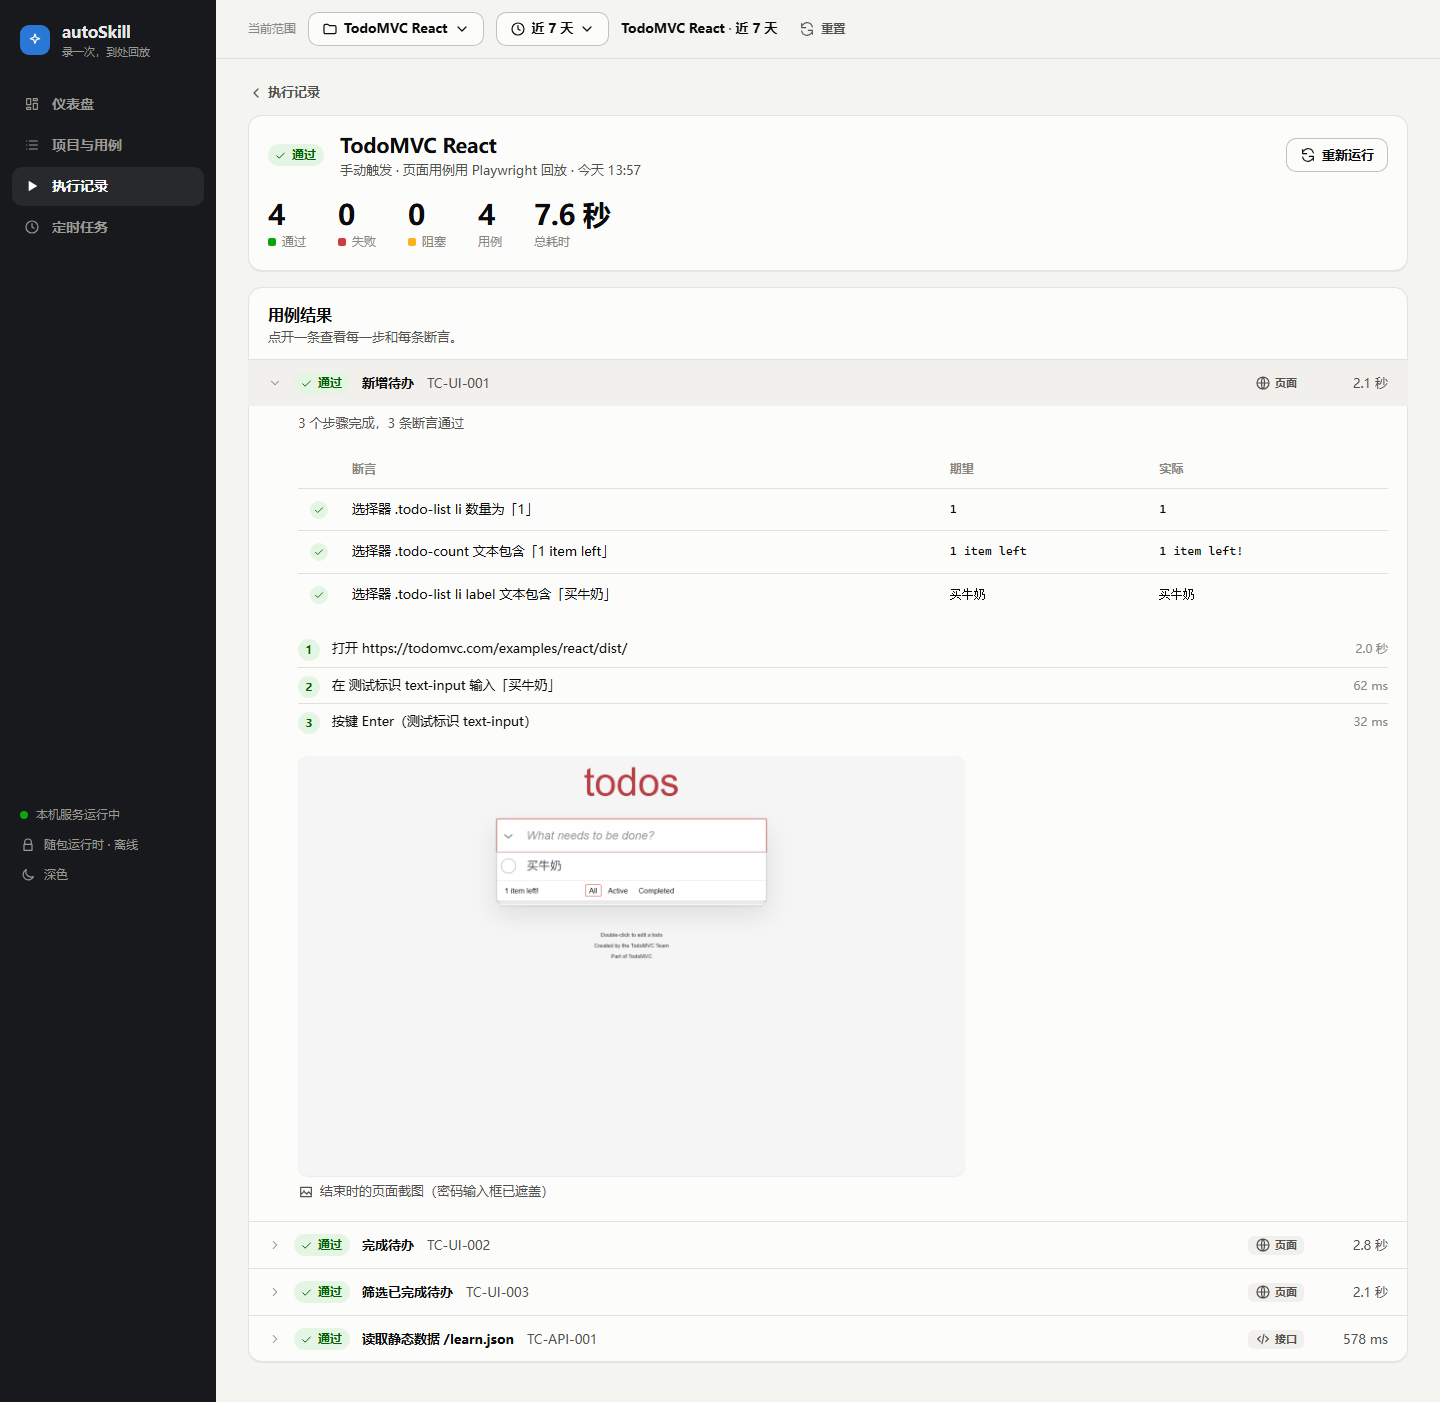 autoSkill
录一次，到处回放
仪表盘
项目与用例
执行记录
定时任务
本机服务运行中
随包运行时 · 离线
深色
当前范围
TodoMVC React
近 7 天
TodoMVC React · 近 7 天
重置
执行记录
通过
TodoMVC React
手动触发 · 页面用例用 Playwright 回放 · 今天 13:57
重新运行
4
通过
0
失败
0
阻塞
4
用例
7.6 秒
总耗时
用例结果
点开一条查看每一步和每条断言。
通过 新增待办 TC-UI-001 页面 2.1 秒
3 个步骤完成，3 条断言通过
断言 期望 实际
选择器 .todo-list li 数量为「1」 1 1
选择器 .todo-count 文本包含「1 item left」 1 item left 1 item left!
选择器 .todo-list li label 文本包含「买牛奶」 买牛奶 买牛奶
1 打开 https://todomvc.com/examples/react/dist/ 2.0 秒
2 在 测试标识 text-input 输入「买牛奶」 62 ms
3 按键 Enter（测试标识 text-input） 32 ms
todos
What needs to be done?
买牛奶
1 item left! All Active Completed
Double-click to edit a todo
Created by the TodoMVC Team
Part of TodoMVC
结束时的页面截图（密码输入框已遮盖）
通过 完成待办 TC-UI-002 页面 2.8 秒
通过 筛选已完成待办 TC-UI-003 页面 2.1 秒
通过 读取静态数据 /learn.json TC-API-001 接口 578 ms